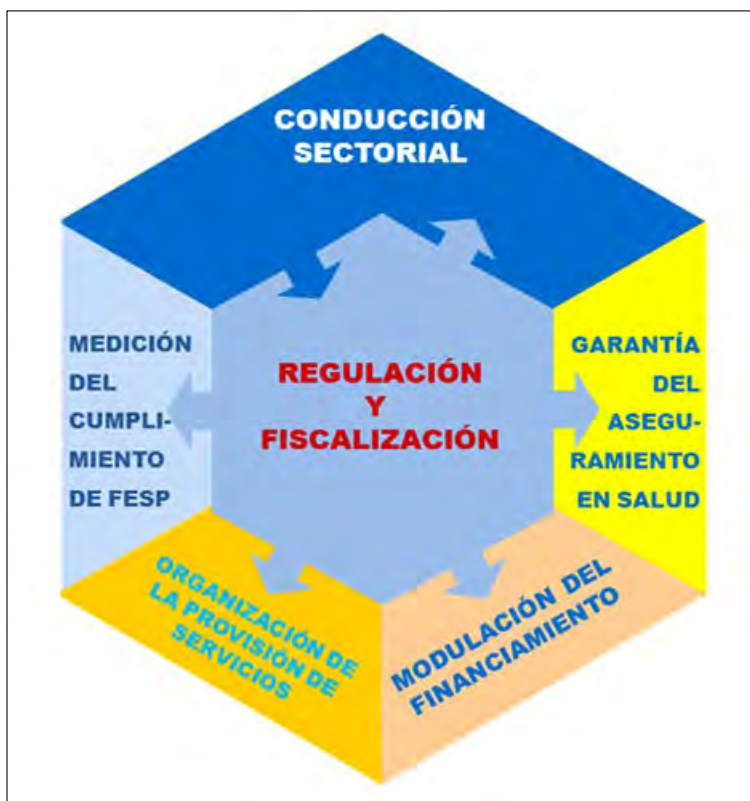 CONDUCCIÓN
SECTORIAL
MEDICIÓN
DEL
CUMPLI-
MIENTO
DE FESP
REGULACIÓN
Y
FISCALIZACIÓN
GARANTÍA
DEL
ASEGU-
RAMIENTO
EN SALUD
ORGANIZACIÓN DE
LA PROVISIÓN DE
SERVICIOS
MODULACIÓN DEL
FINANCIAMIENTO